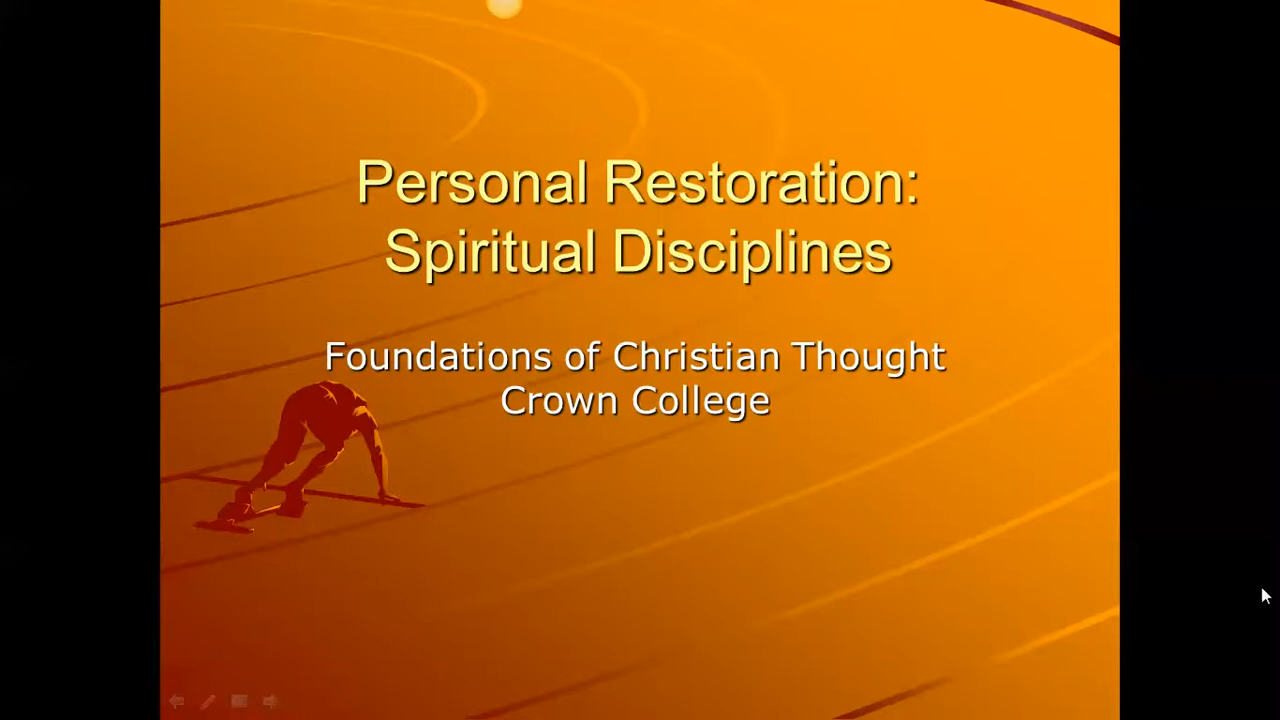 Personal Restoration:
Spiritual Disciplines
Foundations of Christian Thought
Crown College